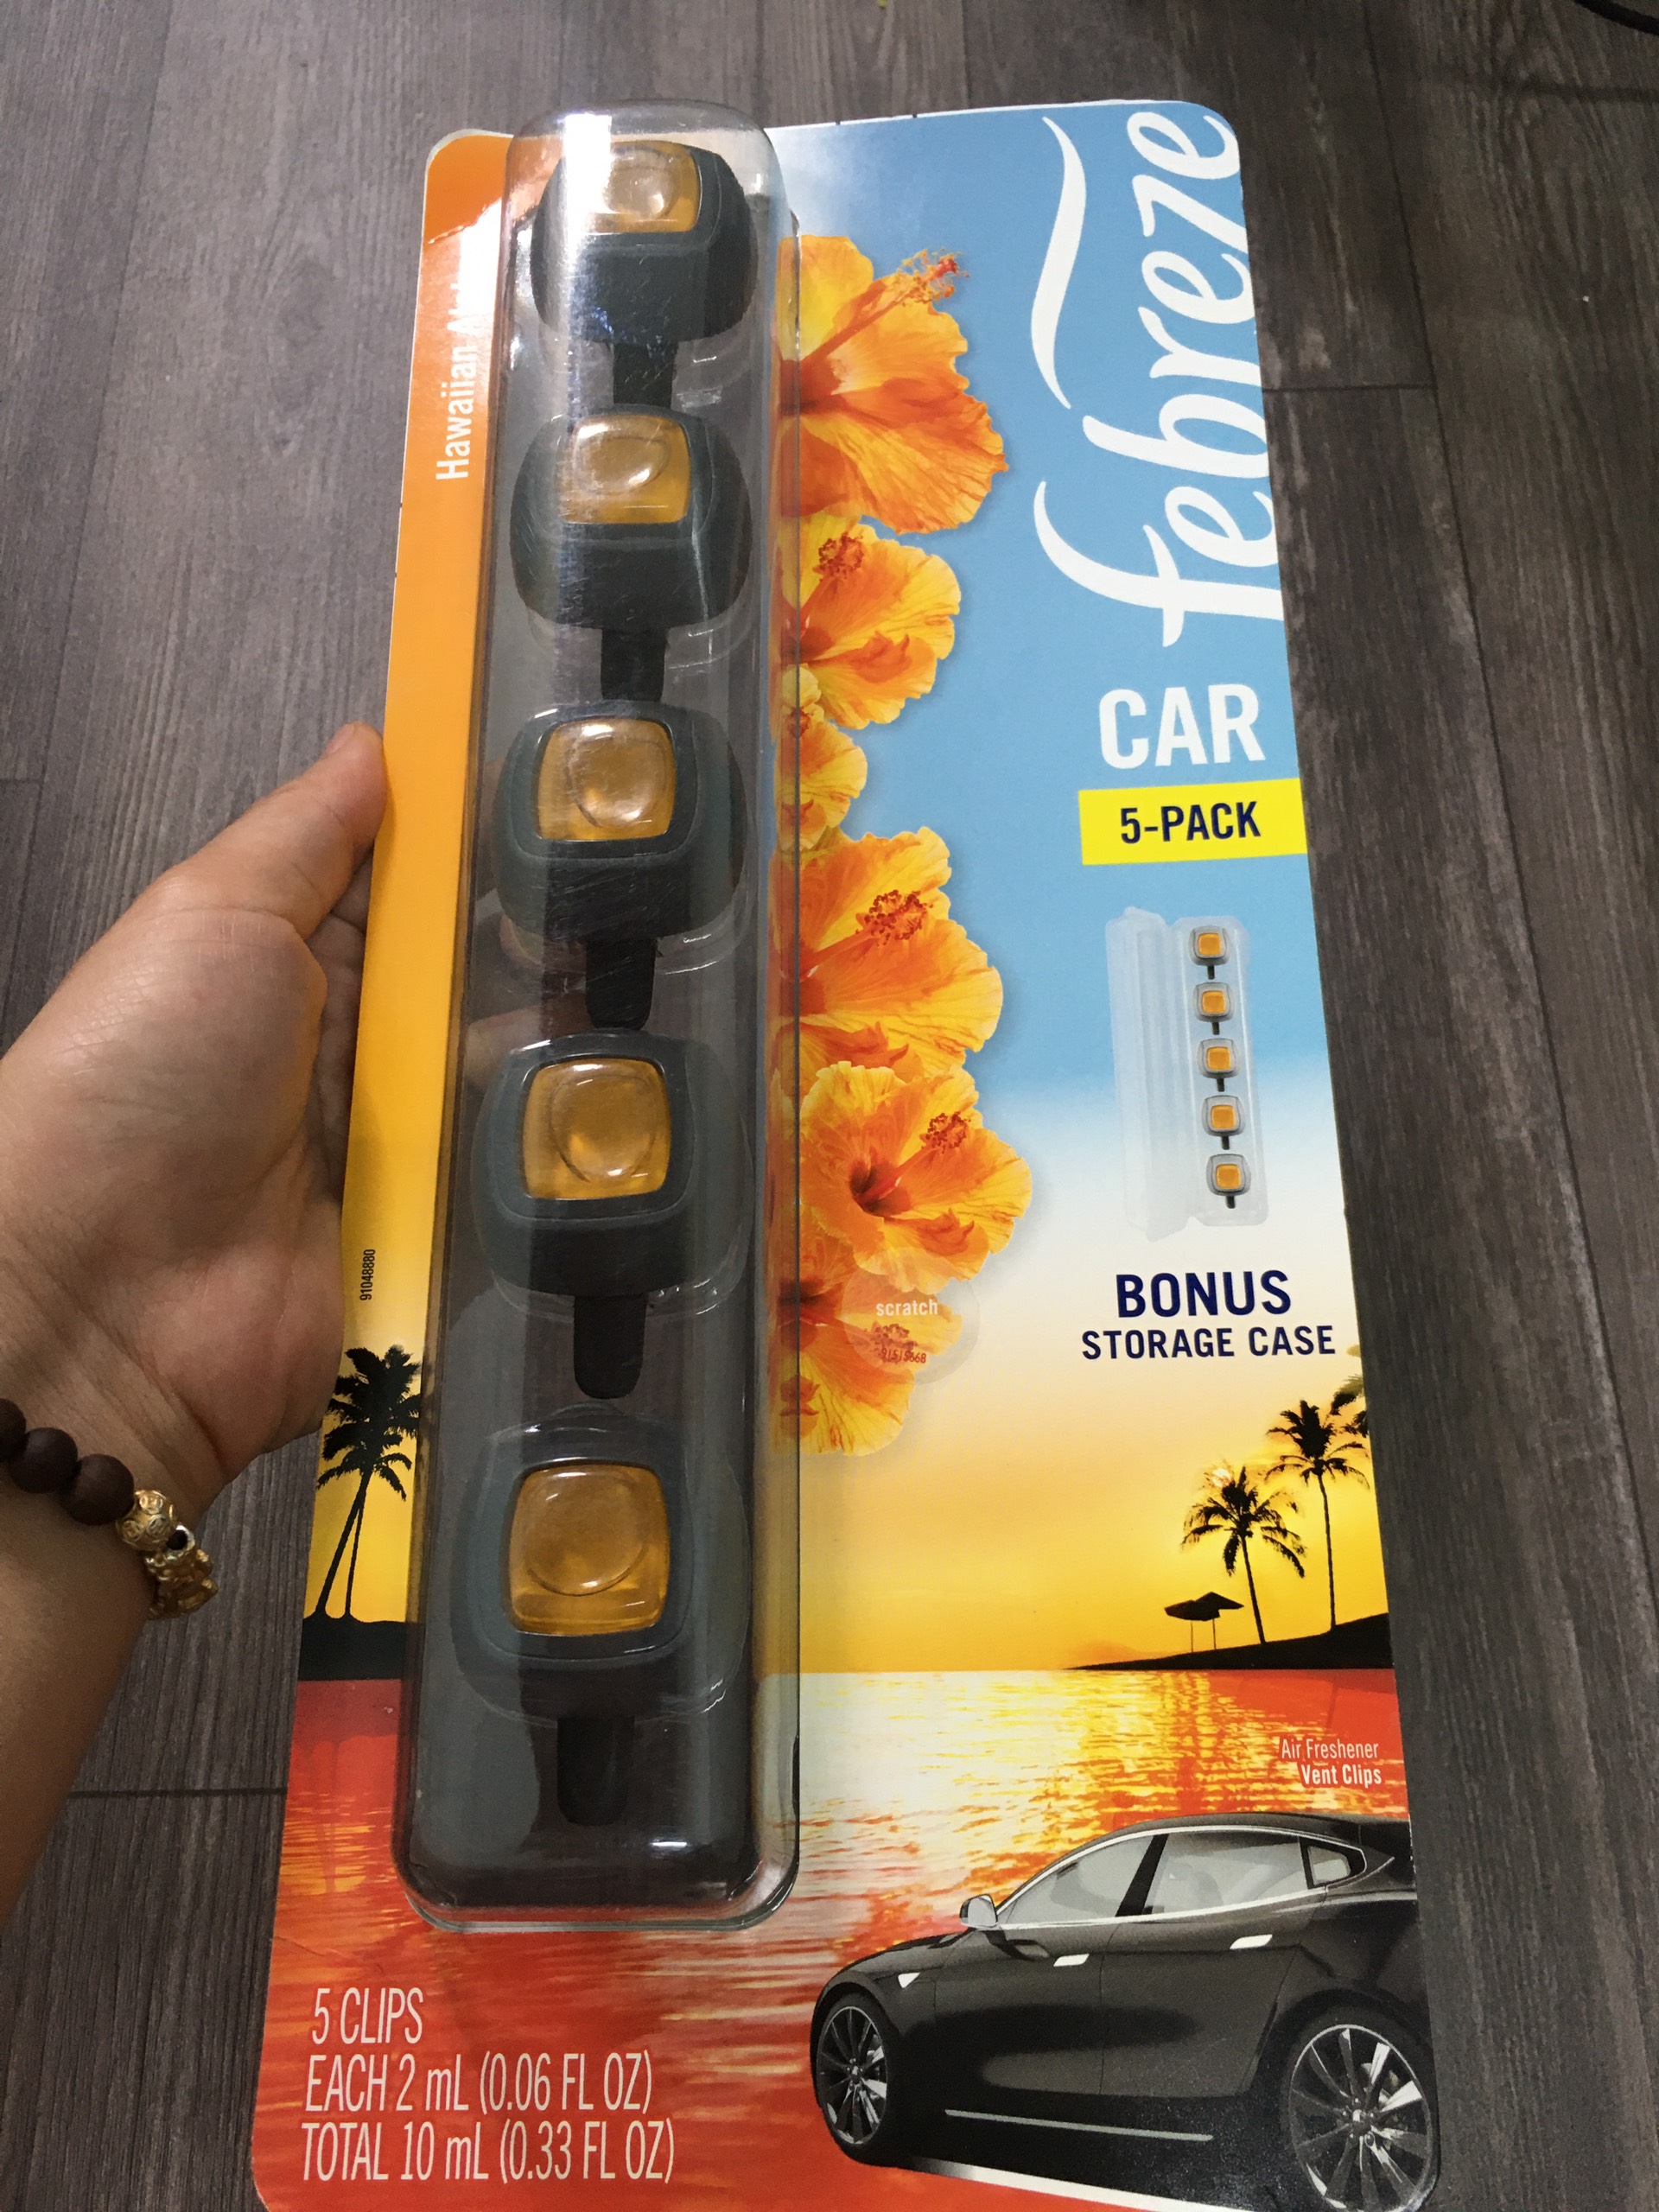 febreze
CAR
5-PACK
Hawaiian
BONUS
STORAGE CASE
scratch
91048880
Air Freshener
Vent Clips
5 CLIPS
EACH 2 mL (0.06 FL OZ)
TOTAL 10 mL (0.33 FL OZ)